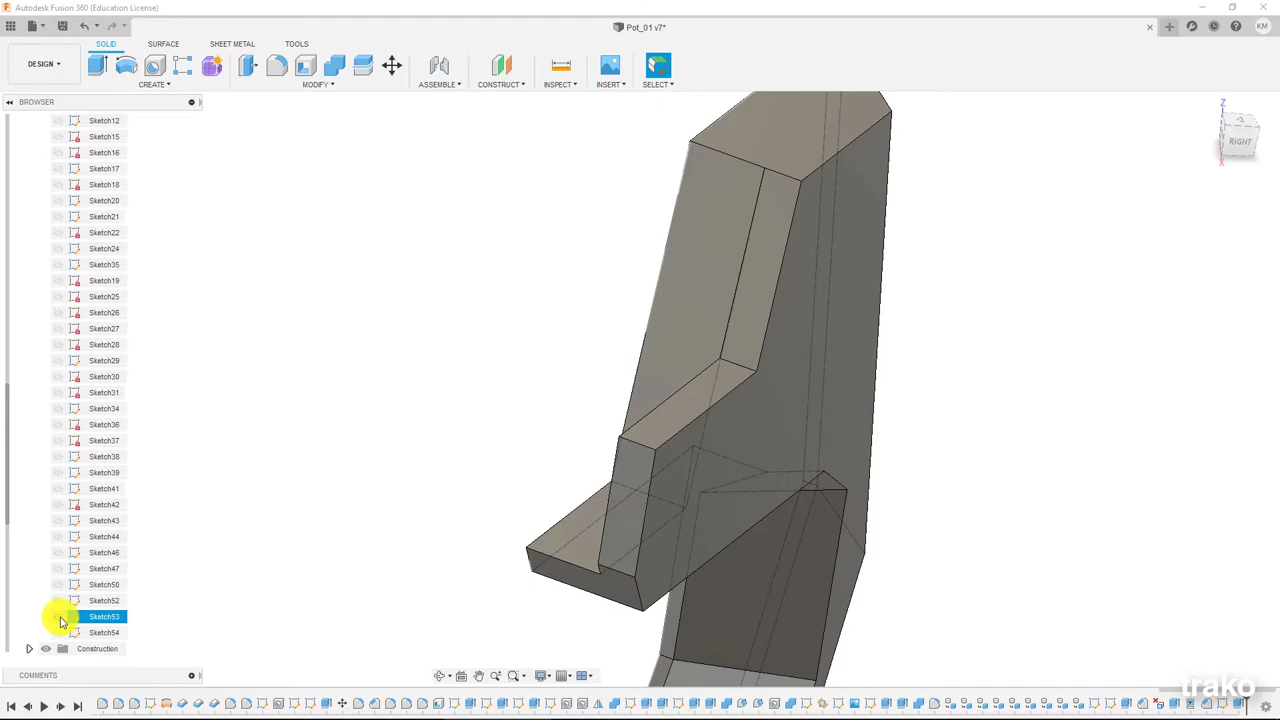 Autodesk Fusion 360 (Education License)
Pot_01 v7*
KM
DESIGN
SOLID SURFACE SHEET METAL TOOLS
CREATE MODIFY ASSEMBLE CONSTRUCT INSPECT INSERT SELECT
BROWSER
Sketch12
Sketch15
Sketch16
Sketch17
Sketch18
Sketch20
Sketch21
Sketch22
Sketch24
Sketch35
Sketch19
Sketch25
Sketch26
Sketch27
Sketch28
Sketch29
Sketch30
Sketch31
Sketch34
Sketch36
Sketch37
Sketch38
Sketch39
Sketch41
Sketch42
Sketch43
Sketch44
Sketch46
Sketch47
Sketch50
Sketch52
Sketch53
Sketch54
Construction
COMMENTS
Z
RIGHT
X
trako